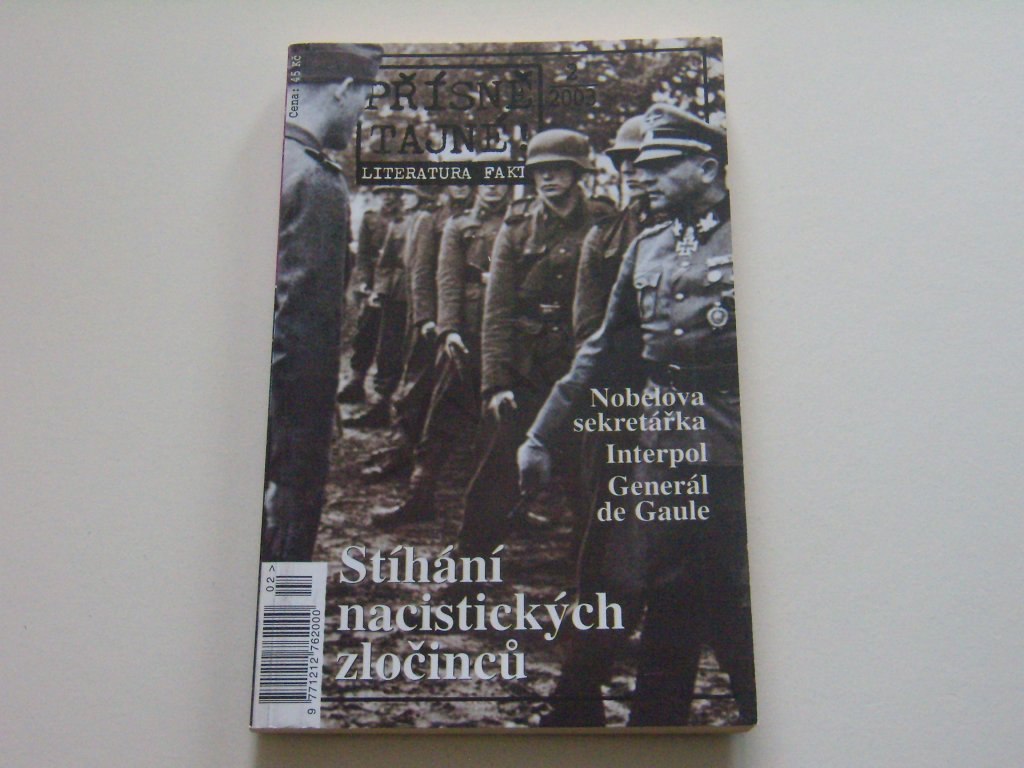 Cena: 45 Kč
PŘÍSNĚ
TAJNÉ!
LITERATURA FAKT
2
2003
Nobelova
sekretářka
Interpol
Generál
de Gaule
Stíhání
nacistických
zločinců
02>
9 771212 762000